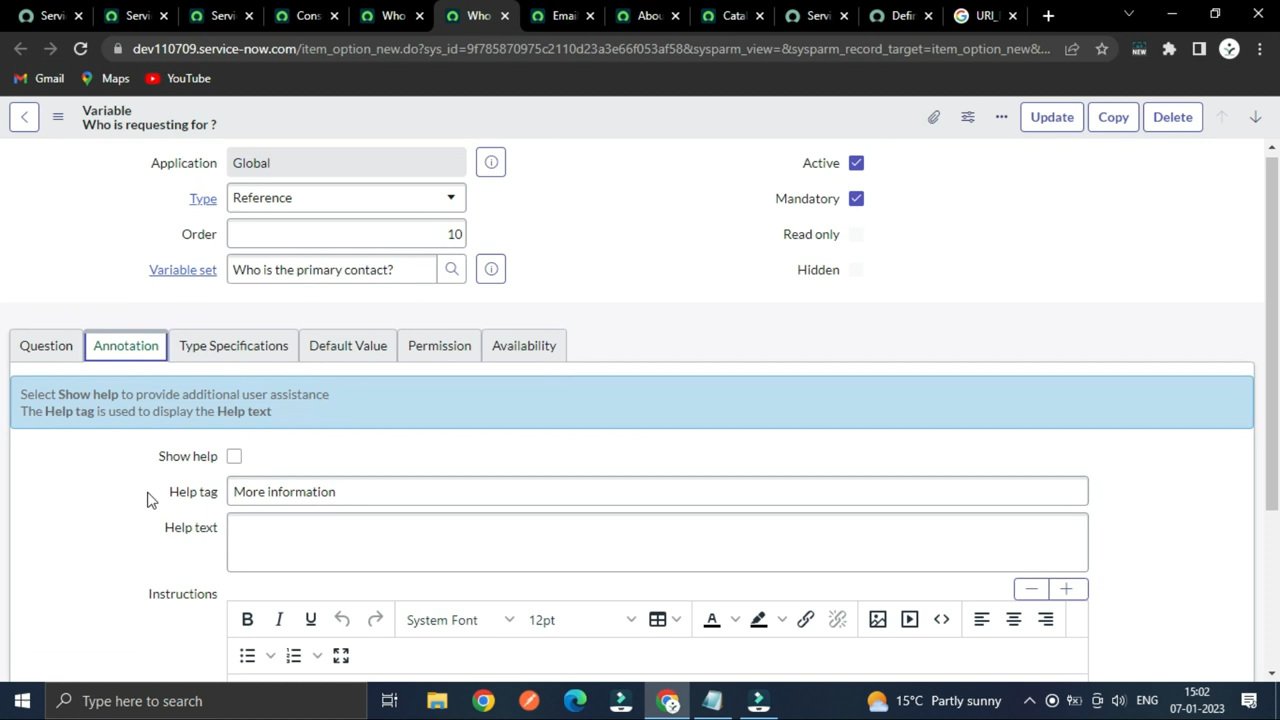 Servi
Servi
Servi
Cons
Who
Who
Email
Abou
Catal
Servi
Defin
URI_
dev110709.service-now.com/item_option_new.do?sys_id=9f785870975c2110d23a3e66f053af58&sysparm_view=&sysparm_record_target=item_option_new&...
NEW
Gmail
Maps
YouTube
Variable
Who is requesting for ?
Update
Copy
Delete
Application
Global
Active
Type
Reference
Mandatory
Order
10
Read only
Variable set
Who is the primary contact?
Hidden
Question
Annotation
Type Specifications
Default Value
Permission
Availability
Select Show help to provide additional user assistance
The Help tag is used to display the Help text
Show help
Help tag
More information
Help text
Instructions
B
I
U
System Font
12pt
A
Type here to search
15°C Partly sunny
ENG
15:02
07-01-2023